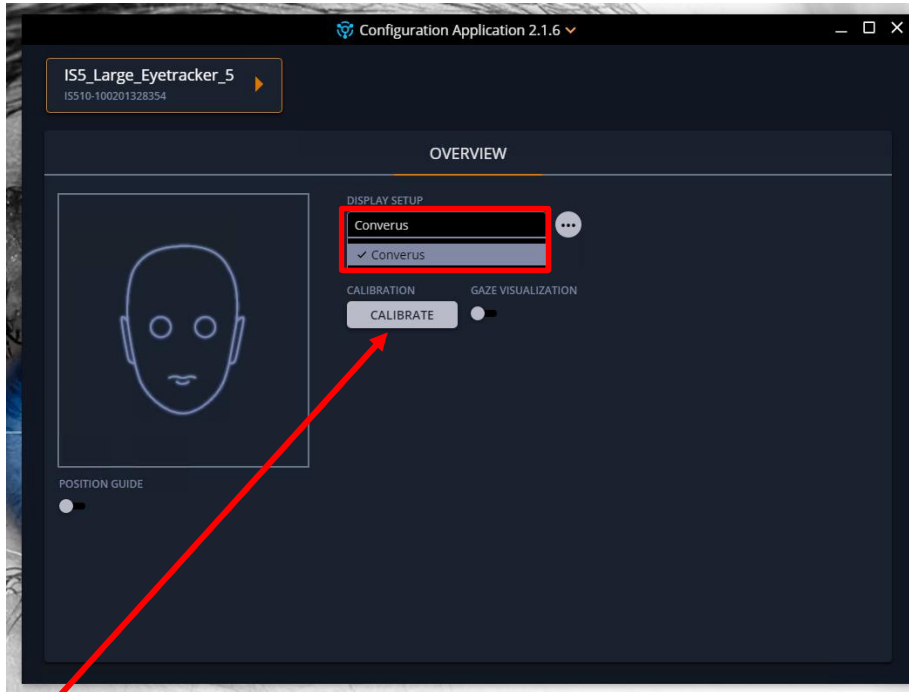 Configuration Application 2.1.6
IS5_Large_Eyetracker_5
IS510-100201328354
OVERVIEW
DISPLAY SETUP
Converus
Converus
CALIBRATION GAZE VISUALIZATION
CALIBRATE
POSITION GUIDE